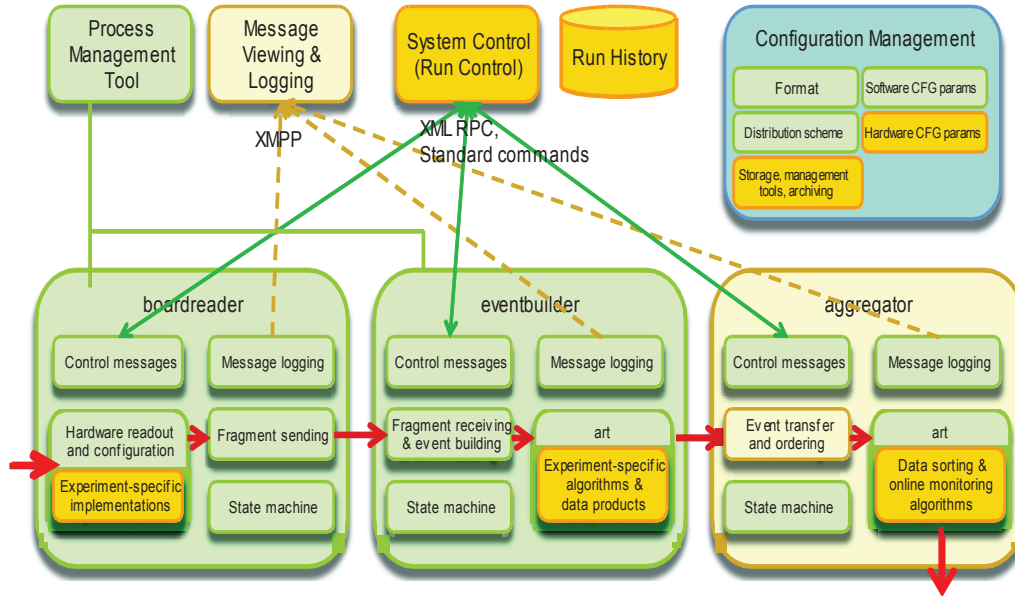 Process
Management
Tool
Message
Viewing &
Logging
System Control
(Run Control)
Run History
Configuration Management
Format
Software CFG params
Distribution scheme
Hardware CFG params
Storage, management
tools, archiving
XMPP
XML RPC,
Standard commands
boardreader
Control messages
Message logging
Hardware readout
and configuration
Fragment sending
Experiment-specific
implementations
State machine
eventbuilder
Control messages
Message logging
Fragment receiving
& event building
art
Experiment-specific
algorithms &
data products
State machine
aggregator
Control messages
Message logging
Event transfer
and ordering
art
Data sorting &
online monitoring
algorithms
State machine